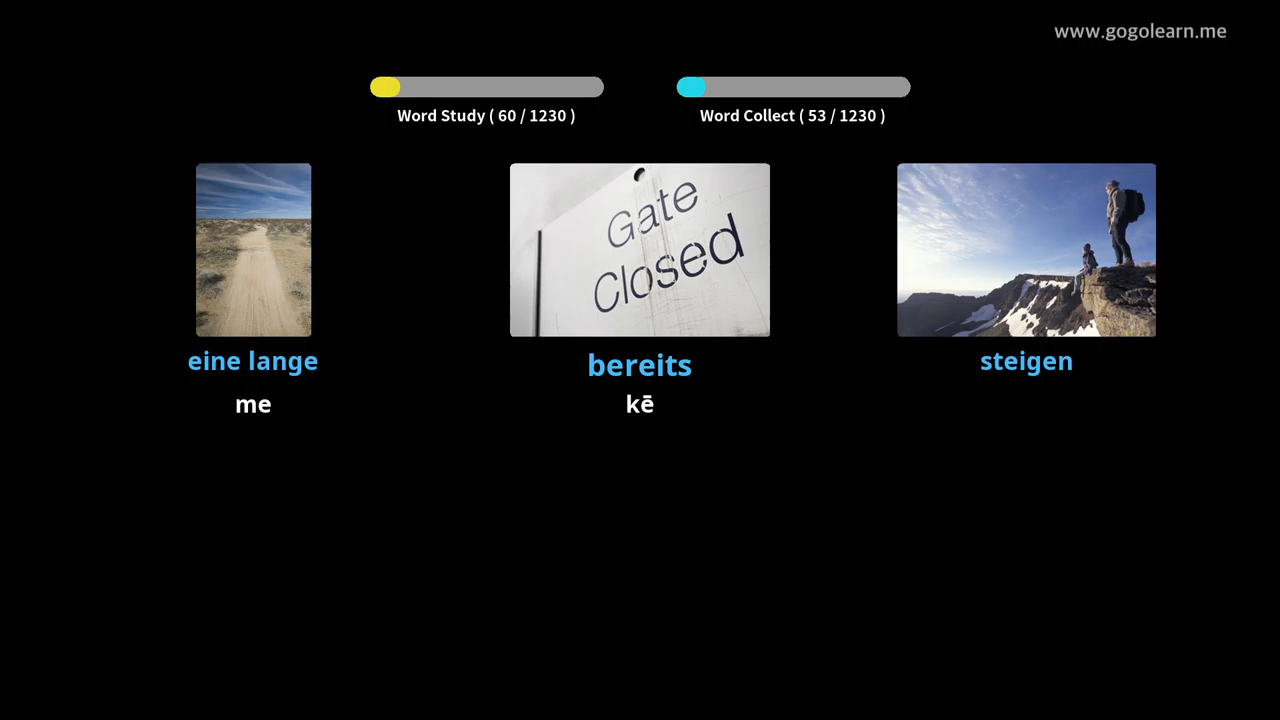 www.gogolearn.me
Word Study ( 60 / 1230 )
Word Collect ( 53 / 1230 )
Gate
Closed
eine lange
bereits
steigen
me
kē